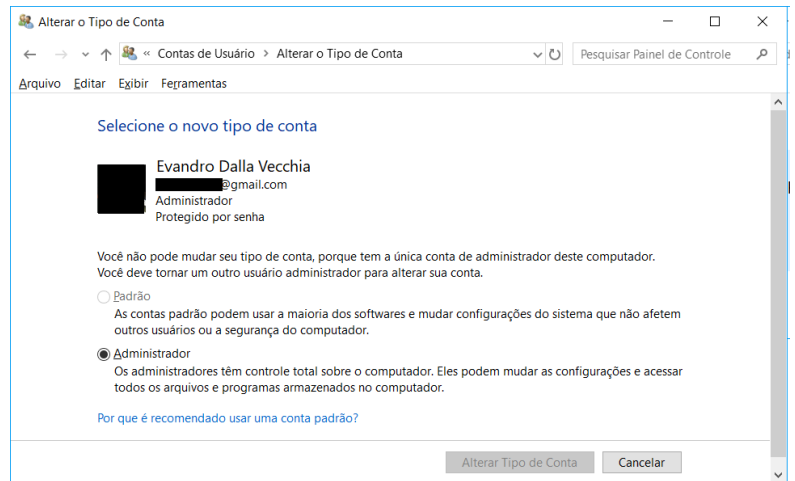 Alterar o Tipo de Conta
« Contas de Usuário > Alterar o Tipo de Conta
Pesquisar Painel de Controle
Arquivo Editar Exibir Ferramentas
Selecione o novo tipo de conta
Evandro Dalla Vecchia
@gmail.com
Administrador
Protegido por senha
Você não pode mudar seu tipo de conta, porque tem a única conta de administrador deste computador.
Você deve tornar um outro usuário administrador para alterar sua conta.
Padrão
As contas padrão podem usar a maioria dos softwares e mudar configurações do sistema que não afetem
outros usuários ou a segurança do computador.
Administrador
Os administradores têm controle total sobre o computador. Eles podem mudar as configurações e acessar
todos os arquivos e programas armazenados no computador.
Por que é recomendado usar uma conta padrão?
Alterar Tipo de Conta Cancelar